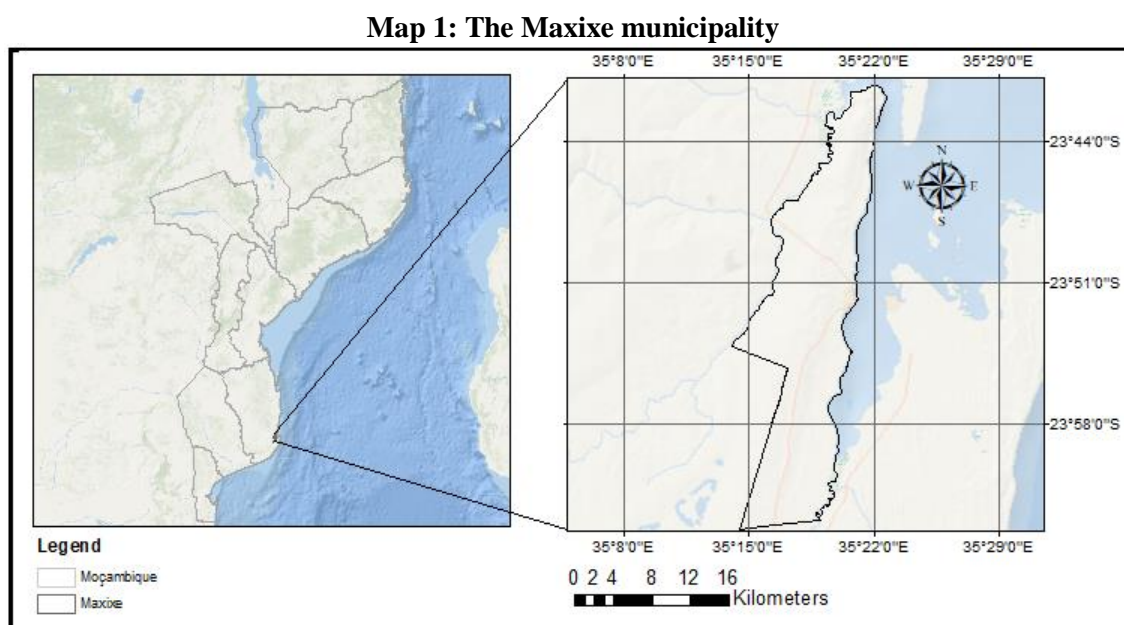 Map 1: The Maxixe municipality
35°8'0"E 35°15'0"E 35°22'0"E 35°29'0"E
23°44'0"S
N
W E
S
23°51'0"S
23°58'0"S
35°8'0"E 35°15'0"E 35°22'0"E 35°29'0"E
Legend
Moçambique
Maxixe
0 2 4 8 12 16
Kilometers